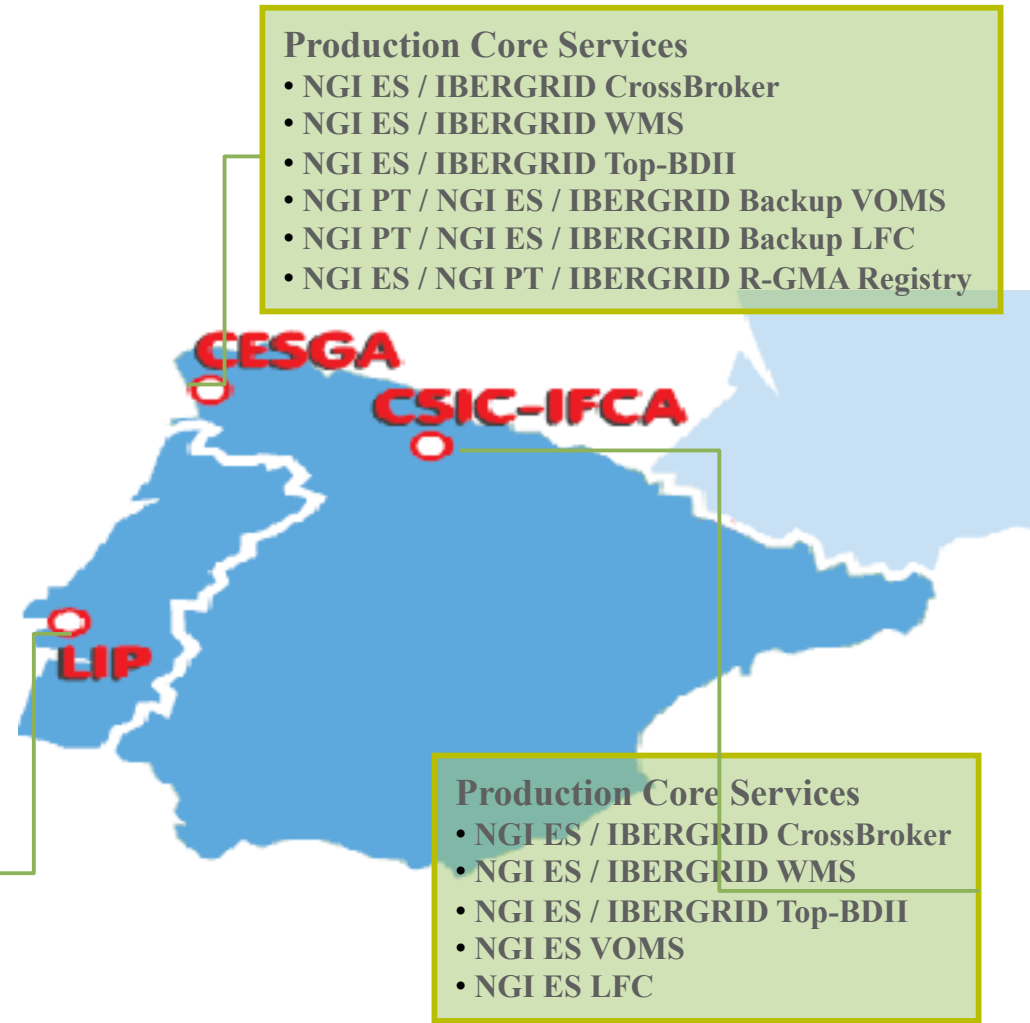 Production Core Services
• NGI ES / IBERGRID CrossBroker
• NGI ES / IBERGRID WMS
• NGI ES / IBERGRID Top-BDII
• NGI PT / NGI ES / IBERGRID Backup VOMS
• NGI PT / NGI ES / IBERGRID Backup LFC
• NGI ES / NGI PT / IBERGRID R-GMA Registry
CESGA
CSIC-IFCA
LIP
Production Core Services
• NGI ES / IBERGRID CrossBroker
• NGI ES / IBERGRID WMS
• NGI ES / IBERGRID Top-BDII
• NGI ES VOMS
• NGI ES LFC